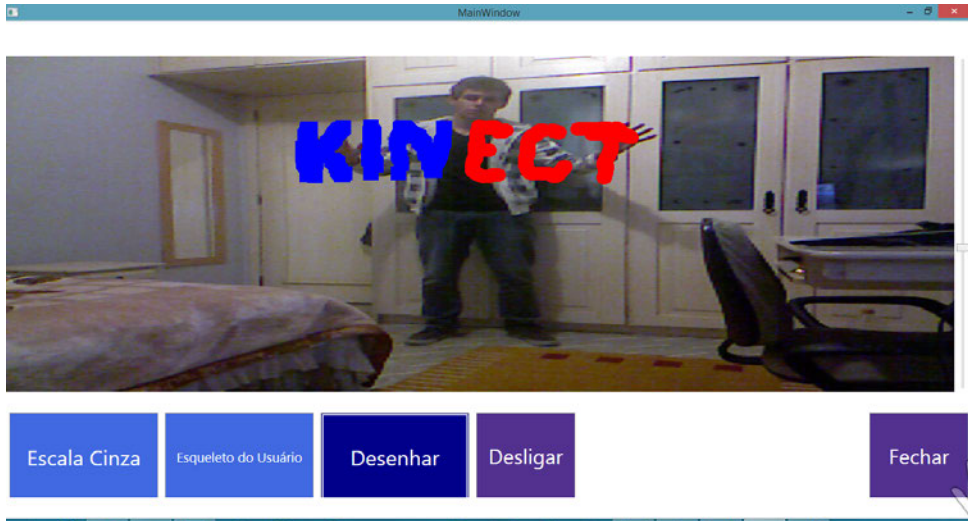 MainWindow
KINECT
Escala Cinza
Esqueleto do Usuário
Desenhar
Desligar
Fechar